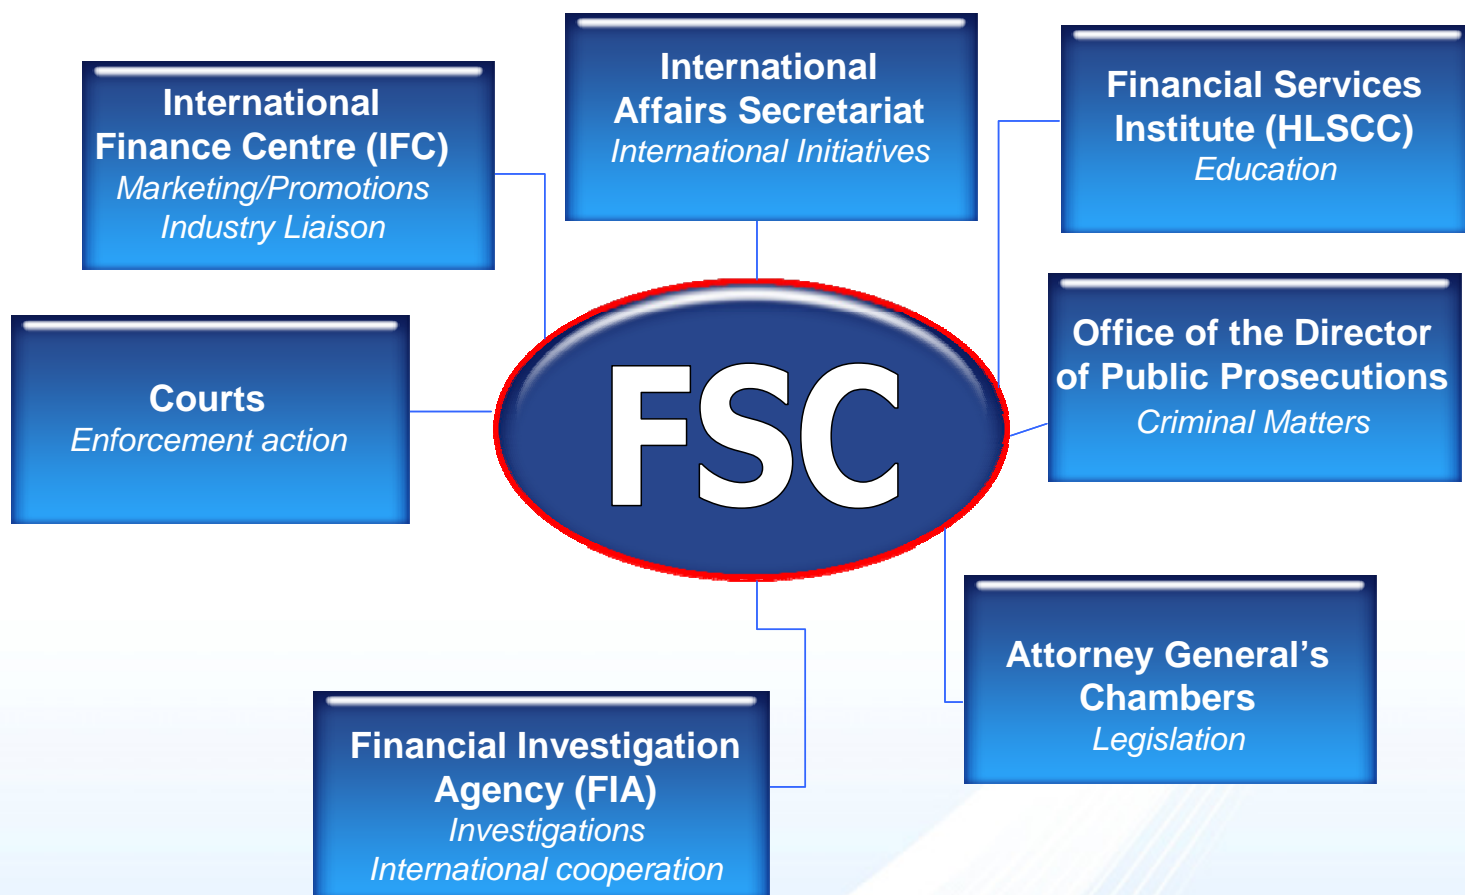 International
Finance Centre (IFC)
Marketing/Promotions
Industry Liaison
International
Affairs Secretariat
International Initiatives
Financial Services
Institute (HLSCC)
Education
Courts
Enforcement action
FSC
Office of the Director
of Public Prosecutions
Criminal Matters
Financial Investigation
Agency (FIA)
Investigations
International cooperation
Attorney General’s
Chambers
Legislation